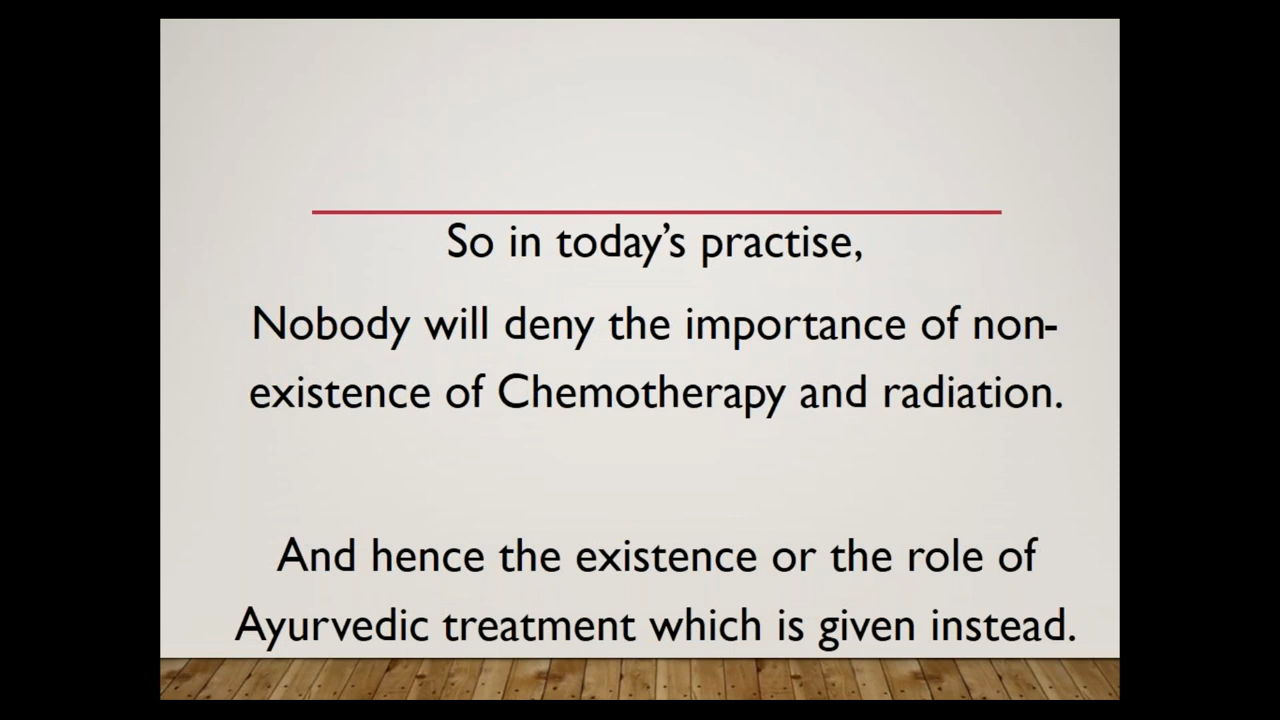 So in today’s practise,
Nobody will deny the importance of non-
existence of Chemotherapy and radiation.
And hence the existence or the role of
Ayurvedic treatment which is given instead.